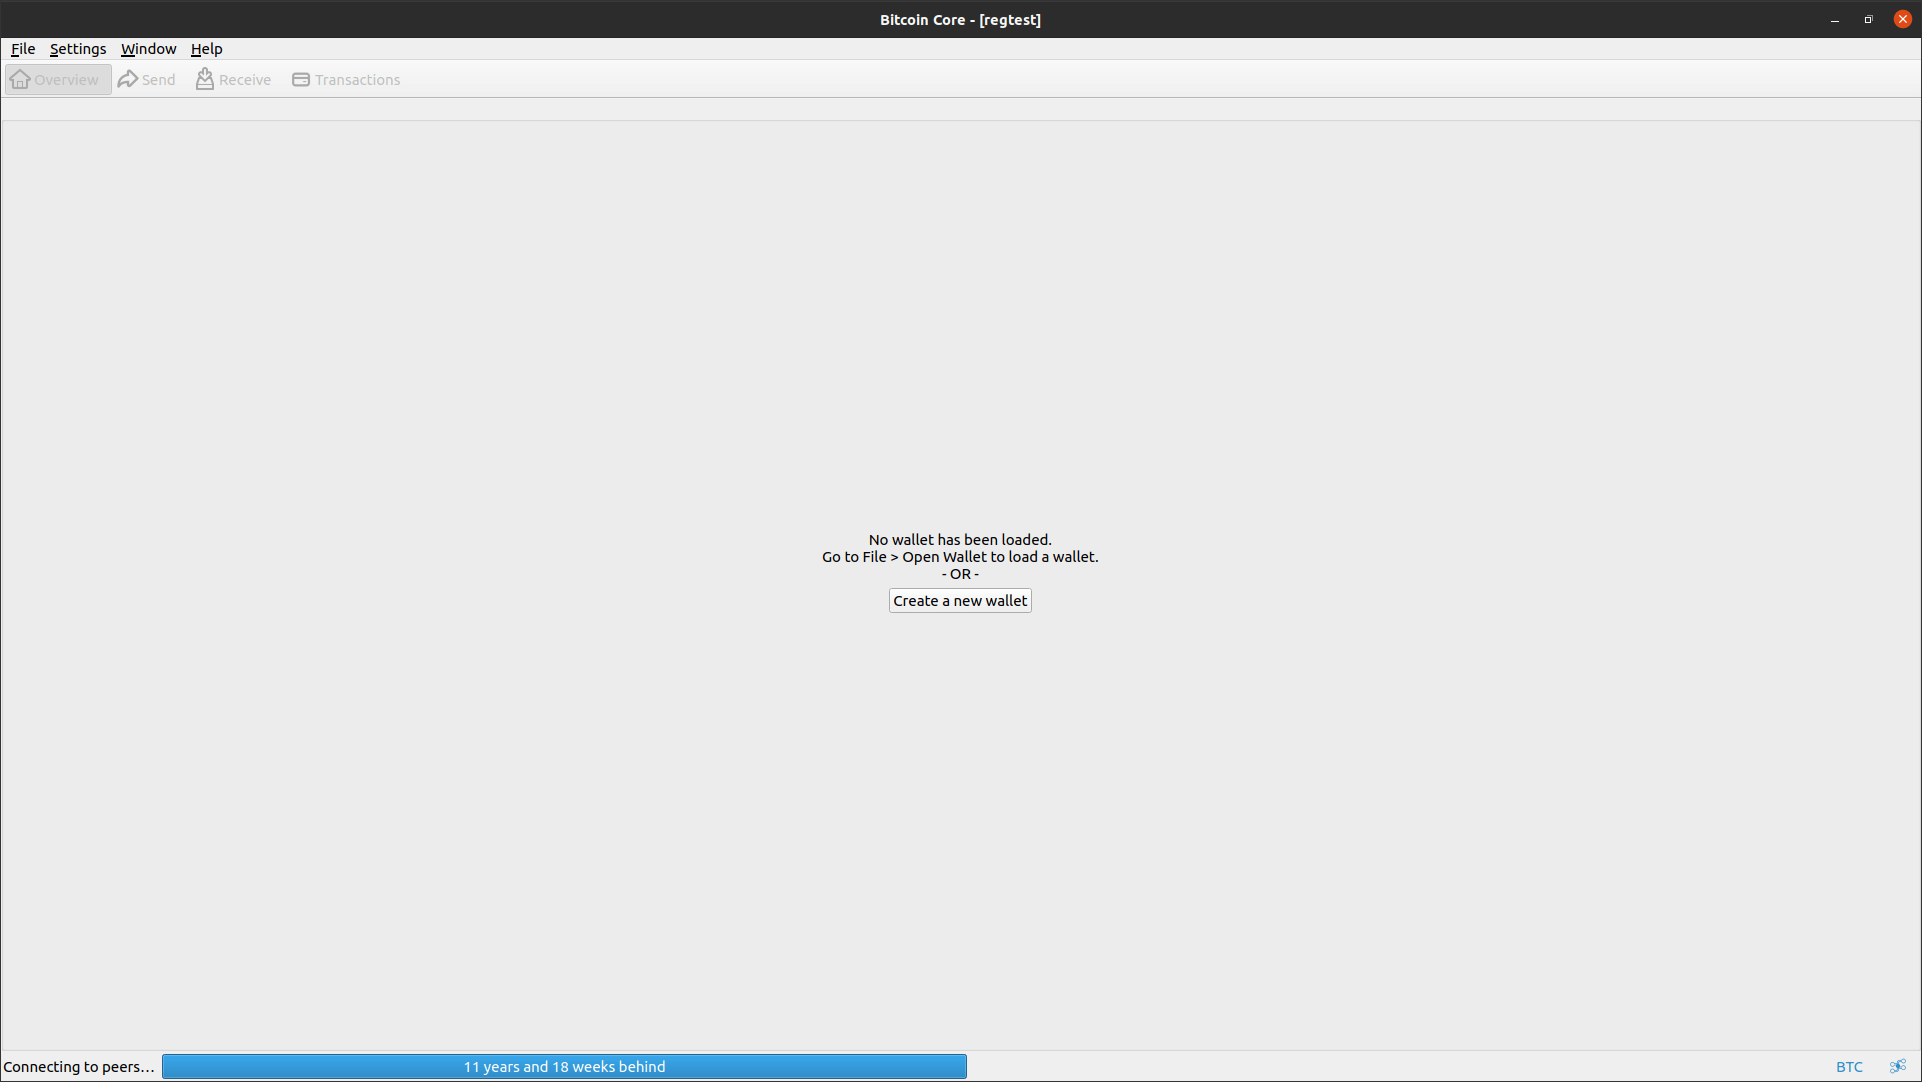 Bitcoin Core - [regtest]
File Settings Window Help
Overview Send Receive Transactions
No wallet has been loaded.
Go to File > Open Wallet to load a wallet.
- OR -
Create a new wallet
Connecting to peers… 11 years and 18 weeks behind BTC